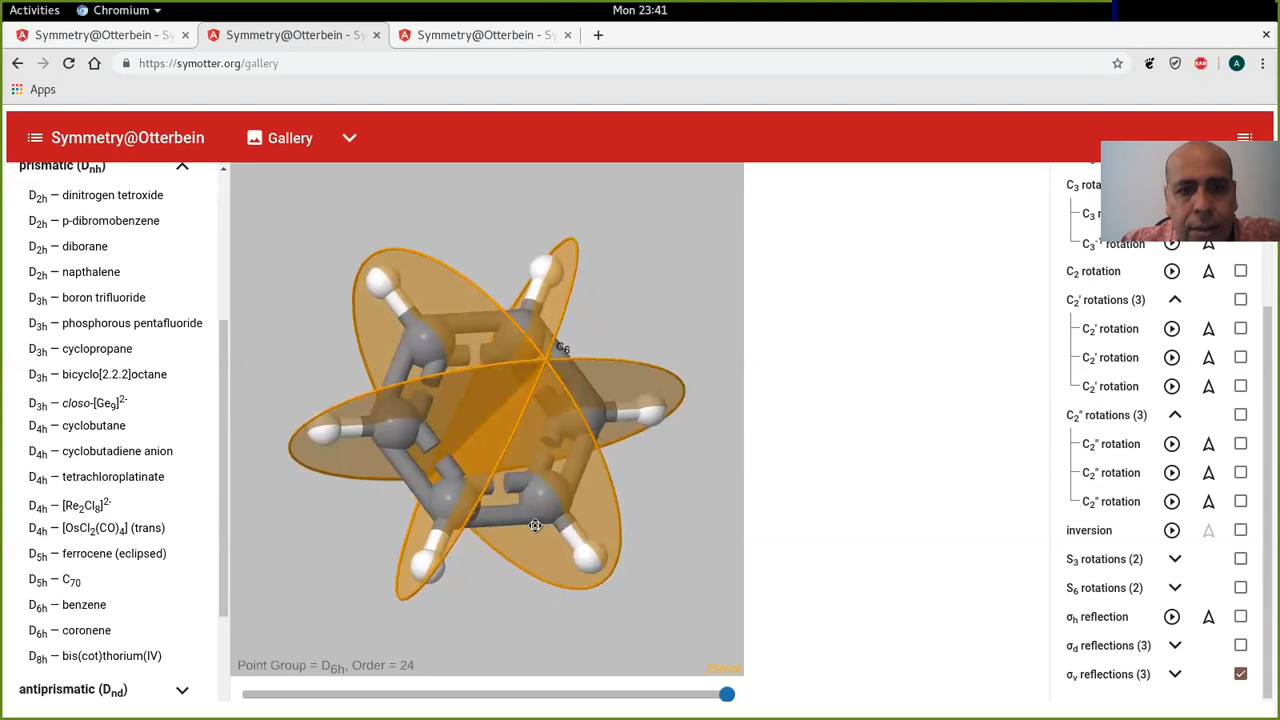 Activities Chromium Mon 23:41
Symmetry@Otterbein - Sy Symmetry@Otterbein - Sy Symmetry@Otterbein - Sy
https://symotter.org/gallery A
Apps
Symmetry@Otterbein Gallery
prismatic (Dnh)
D2h — dinitrogen tetroxide
D2h — p-dibromobenzene
D2h — diborane
D2h — napthalene
D3h — boron trifluoride
D3h — phosphorous pentafluoride
D3h — cyclopropane
D3h — bicyclo[2.2.2]octane
D3h — closo-[Ge9]2-
D4h — cyclobutane
D4h — cyclobutadiene anion
D4h — tetrachloroplatinate
D4h — [Re2Cl8]2-
D4h — [OsCl2(CO)4] (trans)
D5h — ferrocene (eclipsed)
D5h — C70
D6h — benzene
D6h — coronene
D8h — bis(cot)thorium(IV)
antiprismatic (Dnd)
C6
Point Group = D6h, Order = 24
JSmol
C3 rota
C3 r
C3-1 rotation
C2 rotation
C2' rotations (3)
C2' rotation
C2' rotation
C2' rotation
C2" rotations (3)
C2" rotation
C2" rotation
C2" rotation
inversion
S3 rotations (2)
S6 rotations (2)
σh reflection
σd reflections (3)
σv reflections (3)